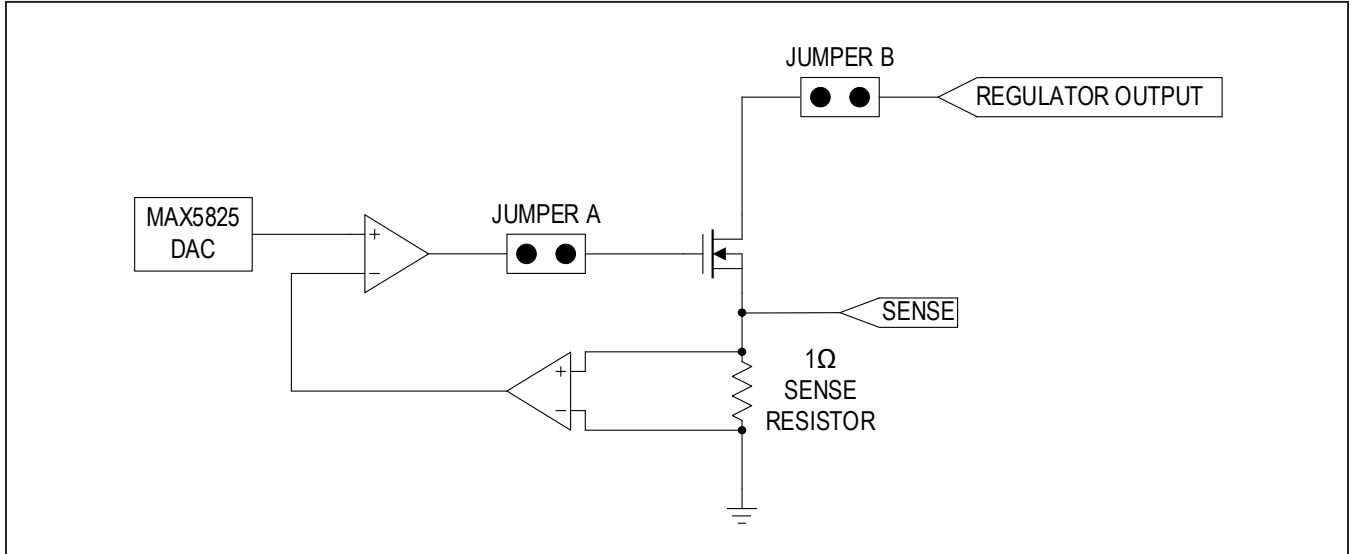 JUMPER B
REGULATOR OUTPUT
MAX5825
DAC
+
−
JUMPER A
SENSE
+
−
1Ω
SENSE
RESISTOR